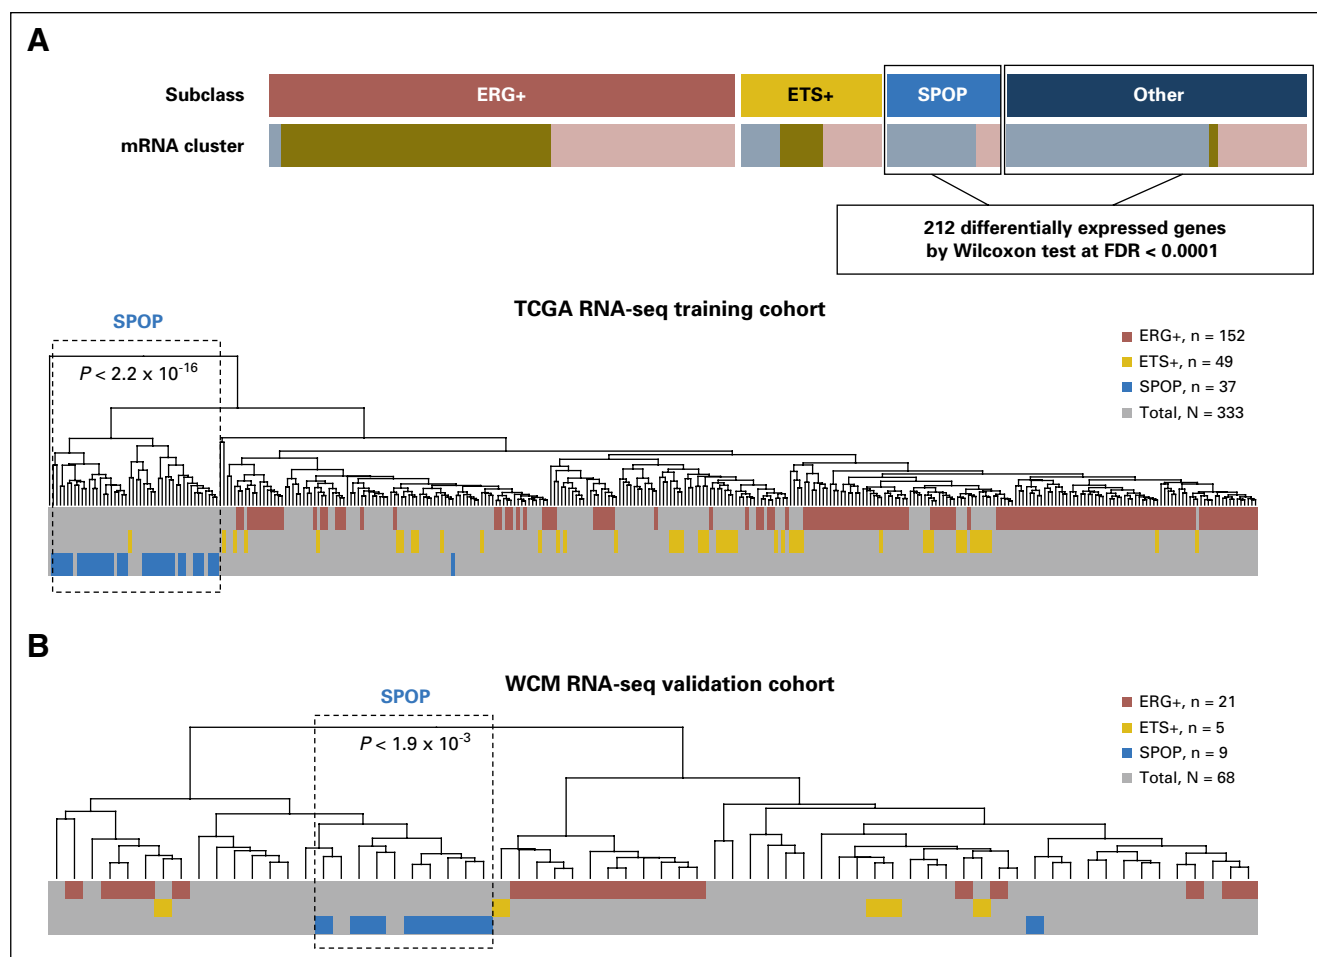 A
Subclass
ERG+
ETS+
SPOP
Other
mRNA cluster
212 differentially expressed genes
by Wilcoxon test at FDR < 0.0001
TCGA RNA-seq training cohort
SPOP
P < 2.2 x 10-16
ERG+, n = 152
ETS+, n = 49
SPOP, n = 37
Total, N = 333
B
WCM RNA-seq validation cohort
SPOP
P < 1.9 x 10-3
ERG+, n = 21
ETS+, n = 5
SPOP, n = 9
Total, N = 68